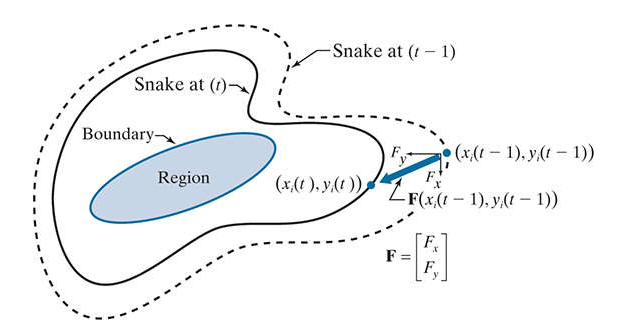 Snake at (t − 1)
Snake at (t)
Boundary
Region
F_y
(x_i(t − 1), y_i(t − 1))
F_x
(x_i(t), y_i(t))
F(x_i(t − 1), y_i(t − 1))
F = [F_x
F_y]